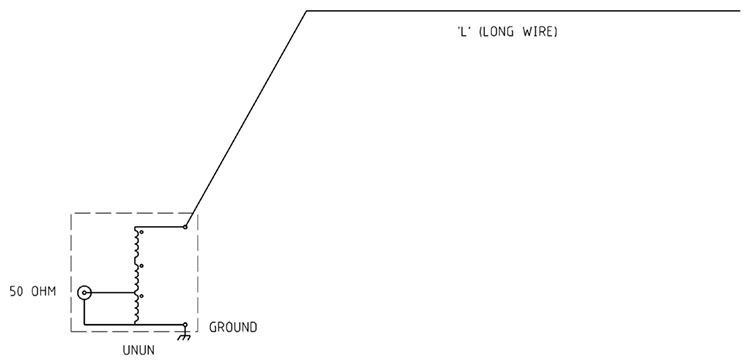 'L' (LONG WIRE)
50 OHM
GROUND
UNUN